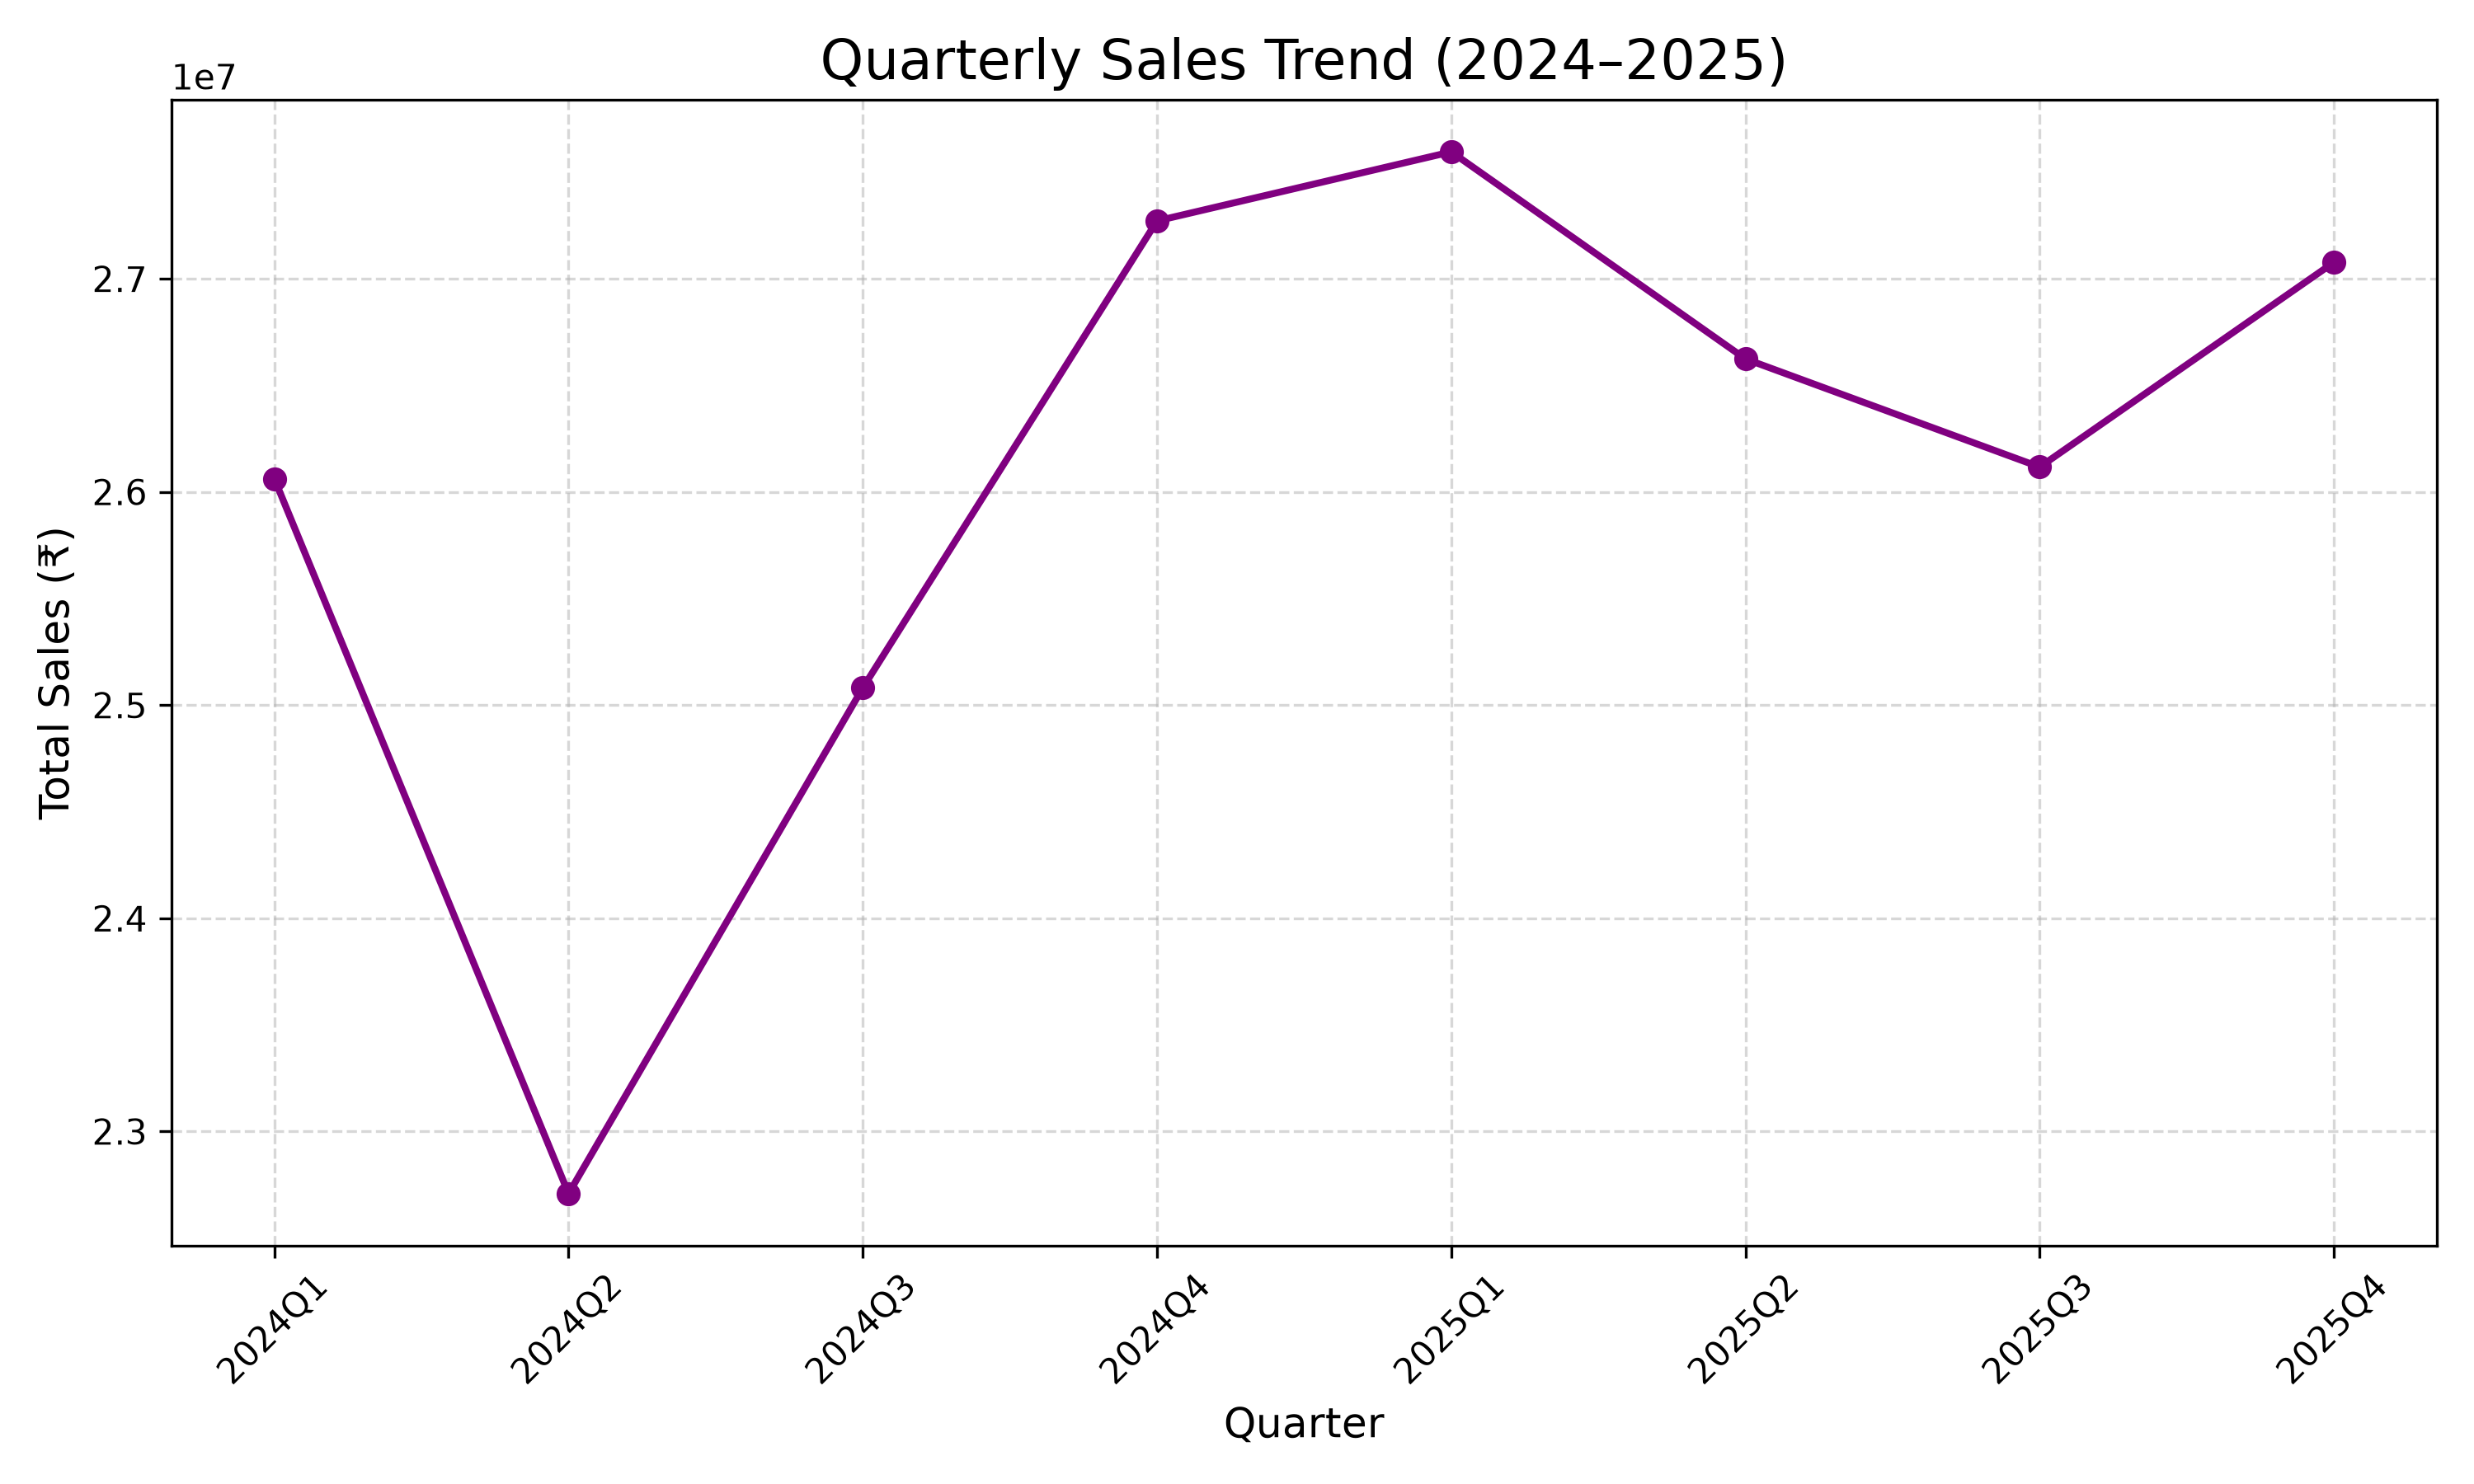 Quarterly Sales Trend (2024–2025)
1e7
2.7
2.6
2.5
2.4
2.3
Total Sales (₹)
2024Q1
2024Q2
2024Q3
2024Q4
2025Q1
2025Q2
2025Q3
2025Q4
Quarter